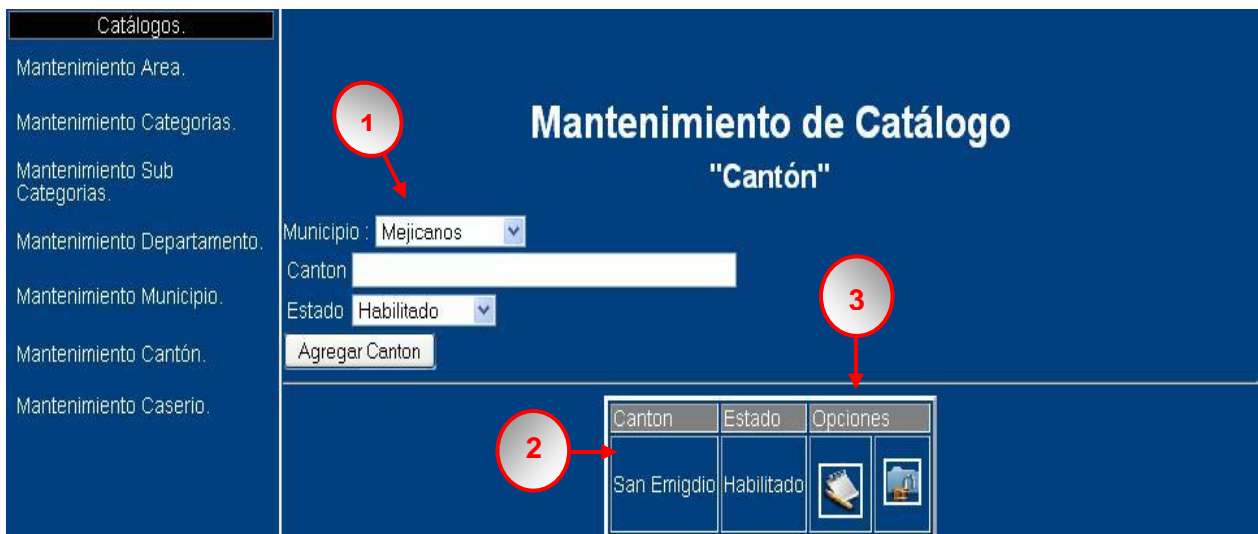 Catálogos.
Mantenimiento Area.
Mantenimiento Categorias.
Mantenimiento Sub
Categorias.
Mantenimiento Departamento.
Mantenimiento Municipio.
Mantenimiento Cantón.
Mantenimiento Caserio.
1
Mantenimiento de Catálogo
"Cantón"
Municipio : Mejicanos
Canton
Estado Habilitado
Agregar Canton
3
2
Canton Estado Opciones
San Emigdio Habilitado